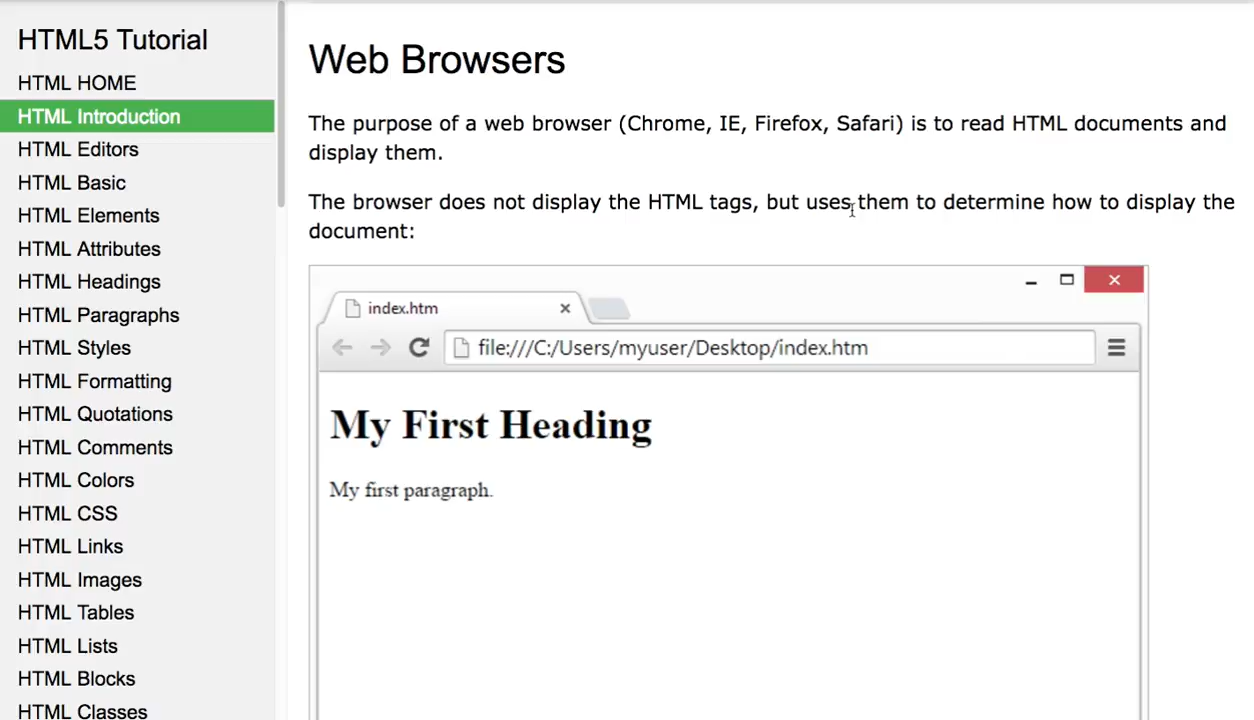 HTML5 Tutorial
HTML HOME
HTML Introduction
HTML Editors
HTML Basic
HTML Elements
HTML Attributes
HTML Headings
HTML Paragraphs
HTML Styles
HTML Formatting
HTML Quotations
HTML Comments
HTML Colors
HTML CSS
HTML Links
HTML Images
HTML Tables
HTML Lists
HTML Blocks
HTML Classes
Web Browsers
The purpose of a web browser (Chrome, IE, Firefox, Safari) is to read HTML documents and
display them.
The browser does not display the HTML tags, but uses them to determine how to display the
document:
index.htm
file:///C:/Users/myuser/Desktop/index.htm
My First Heading
My first paragraph.